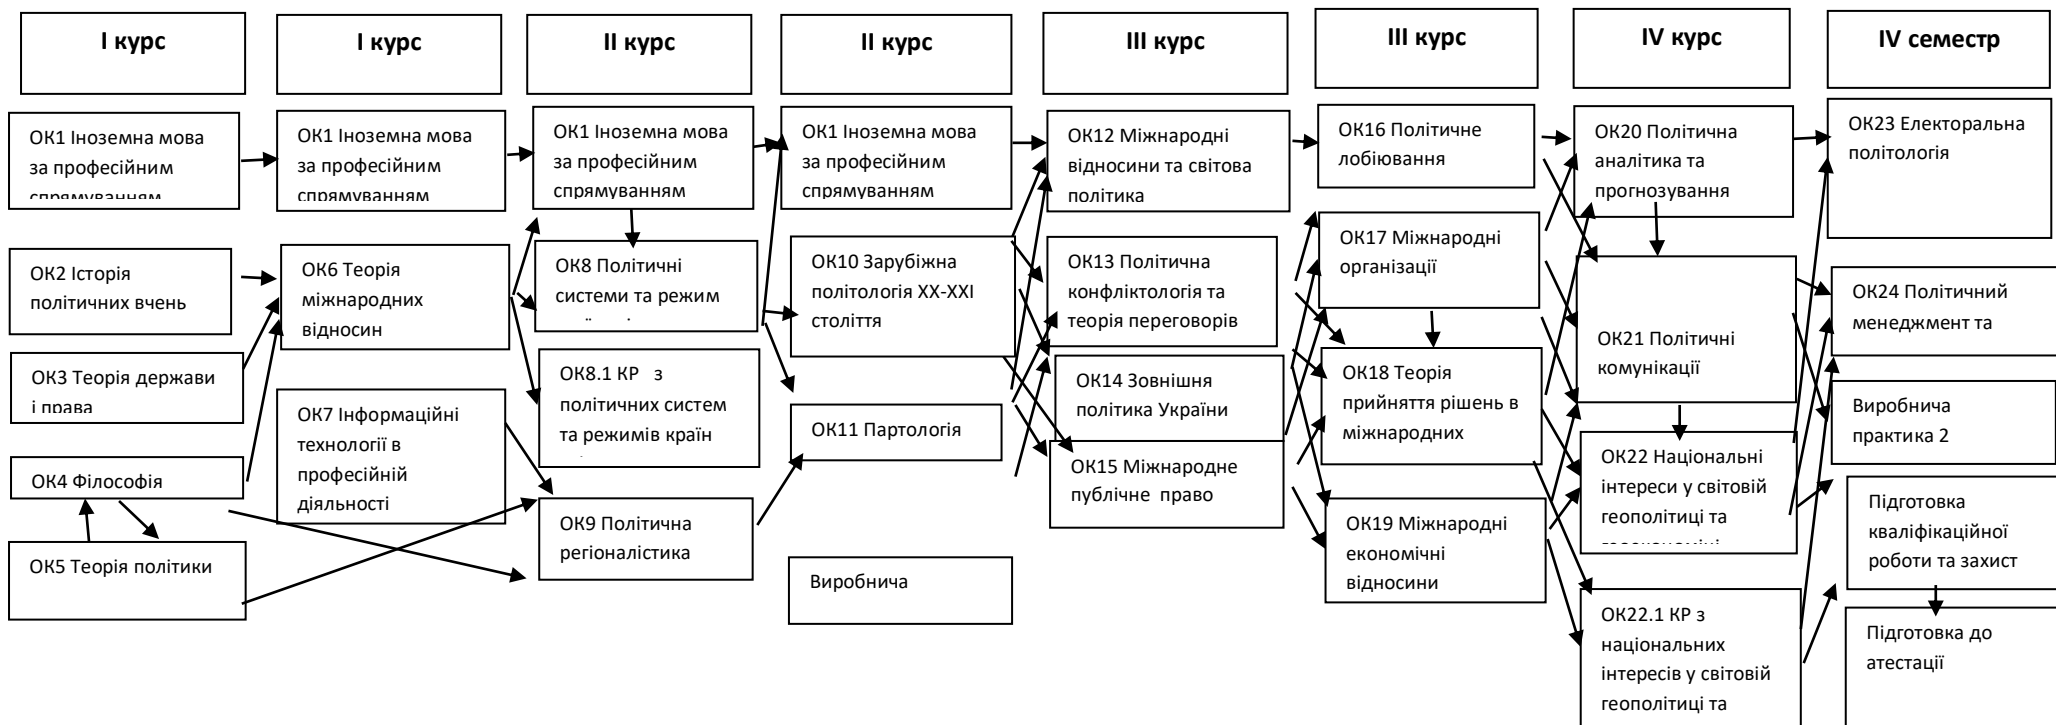 І курс
І курс
ІІ курс
ІІ курс
ІІІ курс
ІІІ курс
ІV курс
ІV семестр
ОК1 Іноземна мова
за професійним
спрямуванням
ОК2 Історія
політичних вчень
ОК3 Теорія держави
і права
ОК4 Філософія
ОК5 Теорія політики
ОК1 Іноземна мова
за професійним
спрямуванням
ОК6 Теорія
міжнародних
відносин
ОК7 Інформаційні
технології в
професійній
діяльності
ОК1 Іноземна мова
за професійним
спрямуванням
ОК8 Політичні
системи та режим
ОК8.1 КР з
політичних систем
та режимів країн
ОК9 Політична
регіоналістика
ОК1 Іноземна мова
за професійним
спрямуванням
ОК10 Зарубіжна
політологія ХХ-ХХІ
століття
ОК11 Партологія
Виробнича
ОК12 Міжнародні
відносини та світова
політика
ОК13 Політична
конфліктологія та
теорія переговорів
ОК14 Зовнішня
політика України
ОК15 Міжнародне
публічне право
ОК16 Політичне
лобіювання
ОК17 Міжнародні
організації
ОК18 Теорія
прийняття рішень в
міжнародних
ОК19 Міжнародні
економічні
відносини
ОК20 Політична
аналітика та
прогнозування
ОК21 Політичні
комунікації
ОК22 Національні
інтереси у світовій
геополітиці та
ОК22.1 КР з
національних
інтересів у світовій
геополітиці та
ОК23 Електоральна
політологія
ОК24 Політичний
менеджмент та
Виробнича
практика 2
Підготовка
кваліфікаційної
роботи та захист
Підготовка до
атестації